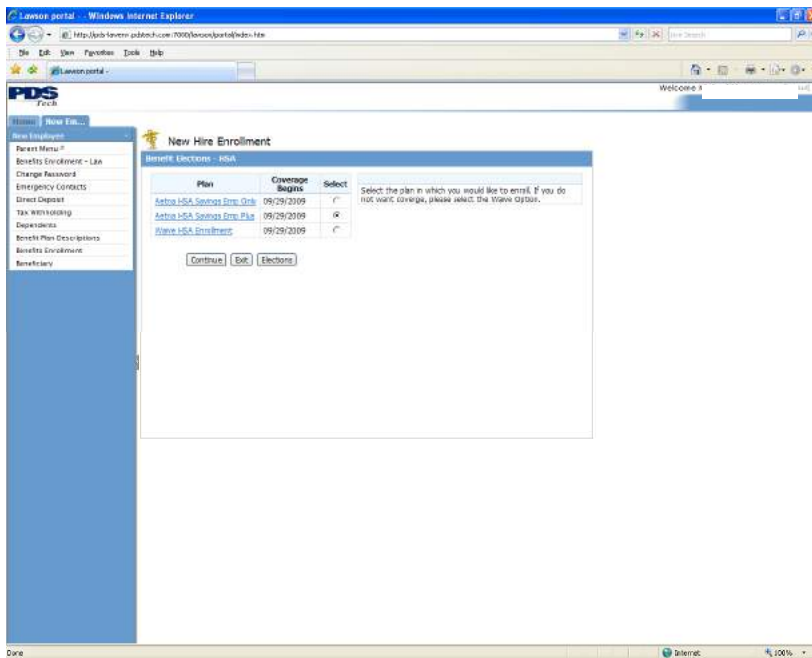 Lawson portal - - Windows Internet Explorer
File Edit View Favorites Tools Help
Lawson portal -
PDS
Tech
Welcome
Home New Em...
New Employee
Parent Menu
Benefits Enrollment - Law
Change Password
Emergency Contacts
Direct Deposit
Tax Withholding
Dependents
Benefit Plan Descriptions
Benefits Enrollment
Beneficiary
New Hire Enrollment
Benefit Elections - HSA
Plan Coverage Begins Select
Aetna HSA Savings Emp Only 09/29/2009
Aetna HSA Savings Emp Plus 09/29/2009
Waive HSA Enrollment 09/29/2009
Continue Exit Elections
Select the plan in which you would like to enroll. If you do
not want coverge, please select the Waive Option.
Done
Internet
100%